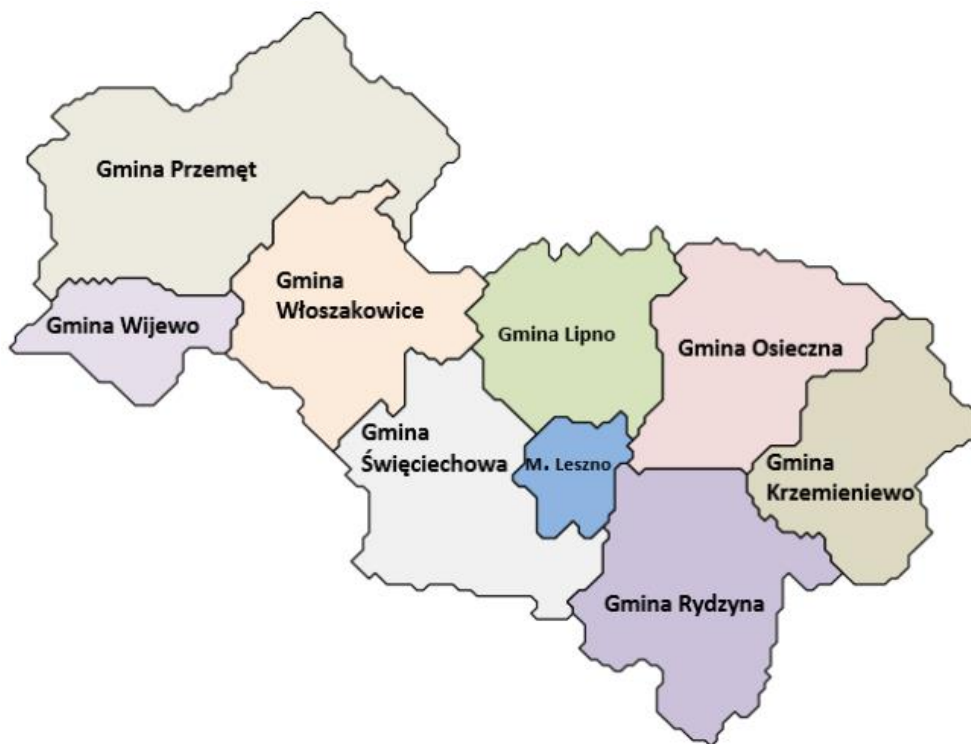 Gmina Przemęt
Gmina
Włoszakowice
Gmina Wijewo
Gmina Lipno
Gmina Osieczna
Gmina
Święciechowa
M. Leszno
Gmina
Krzemieniewo
Gmina Rydzyna